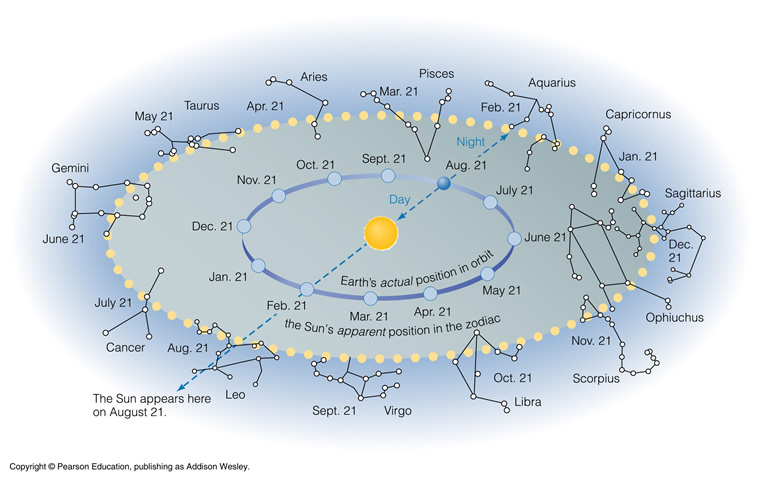 Pisces
Aries
Mar. 21
Aquarius
Taurus
Apr. 21
Feb. 21
Capricornus
May 21
Night
Sept. 21
Aug. 21
Jan. 21
Gemini
Oct. 21
Nov. 21
July 21
Sagittarius
Day
Dec. 21
June 21
June 21
Dec.
21
Jan. 21
Earth's actual position in orbit
May 21
July 21
Feb. 21
Mar. 21
Apr. 21
Ophiuchus
the Sun's apparent position in the zodiac
Nov. 21
Cancer
Aug. 21
Oct. 21
Scorpius
The Sun appears here
on August 21.
Leo
Sept. 21
Virgo
Libra
Copyright © Pearson Education, publishing as Addison Wesley.